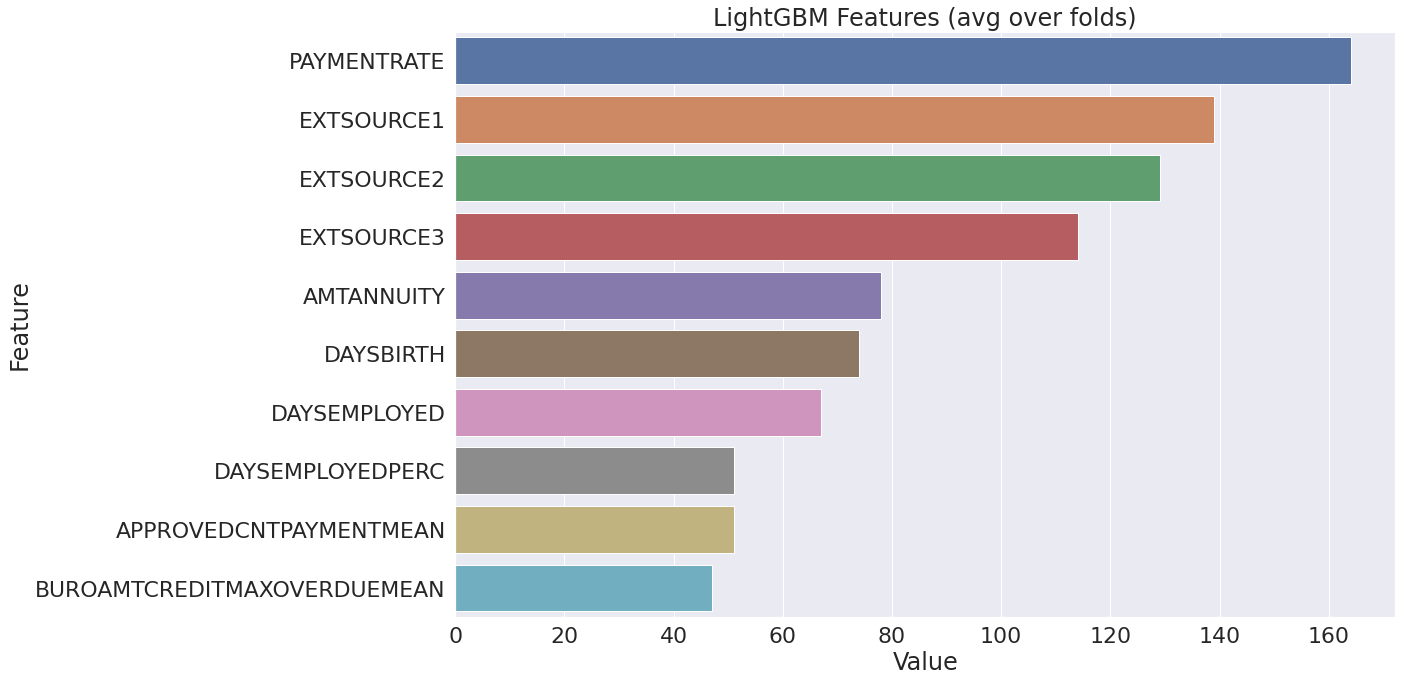 LightGBM Features (avg over folds)
Feature
PAYMENTRATE
EXTSOURCE1
EXTSOURCE2
EXTSOURCE3
AMTANNUITY
DAYSBIRTH
DAYSEMPLOYED
DAYSEMPLOYEDPERC
APPROVEDCNTPAYMENTMEAN
BUROAMTCREDITMAXOVERDUEMEAN
0 20 40 60 80 100 120 140 160
Value